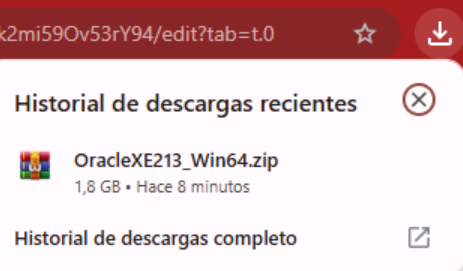 k2mi59Ov53rY94/edit?tab=t.0
Historial de descargas recientes
OracleXE213_Win64.zip
1,8 GB • Hace 8 minutos
Historial de descargas completo